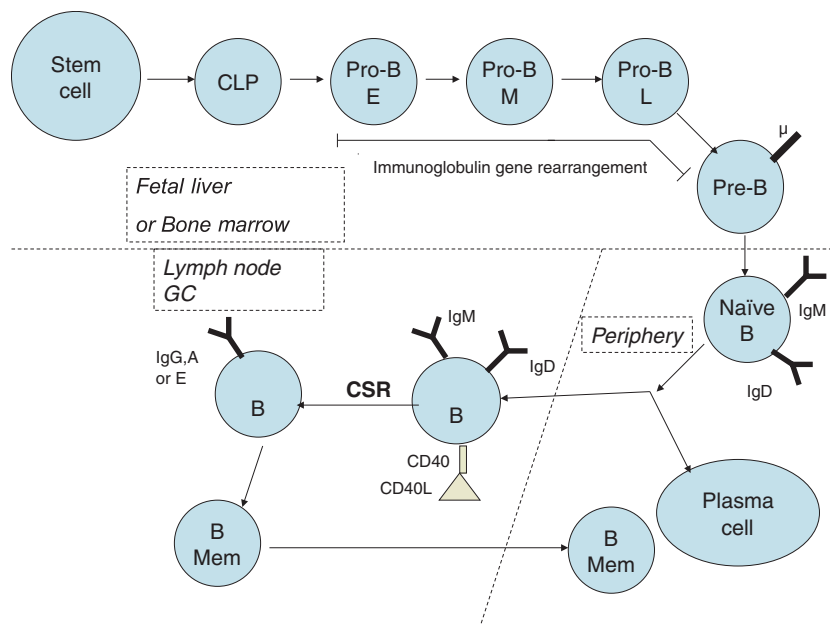 Stem
cell
CLP
Pro-B
E
Pro-B
M
Pro-B
L
µ
Immunoglobulin gene rearrangement
Pre-B
Fetal liver
or Bone marrow
Lymph node
GC
Naïve
B
IgM
IgD
Periphery
IgG,A
or E
B
CSR
IgM
IgD
B
CD40
CD40L
Plasma
cell
B
Mem
B
Mem